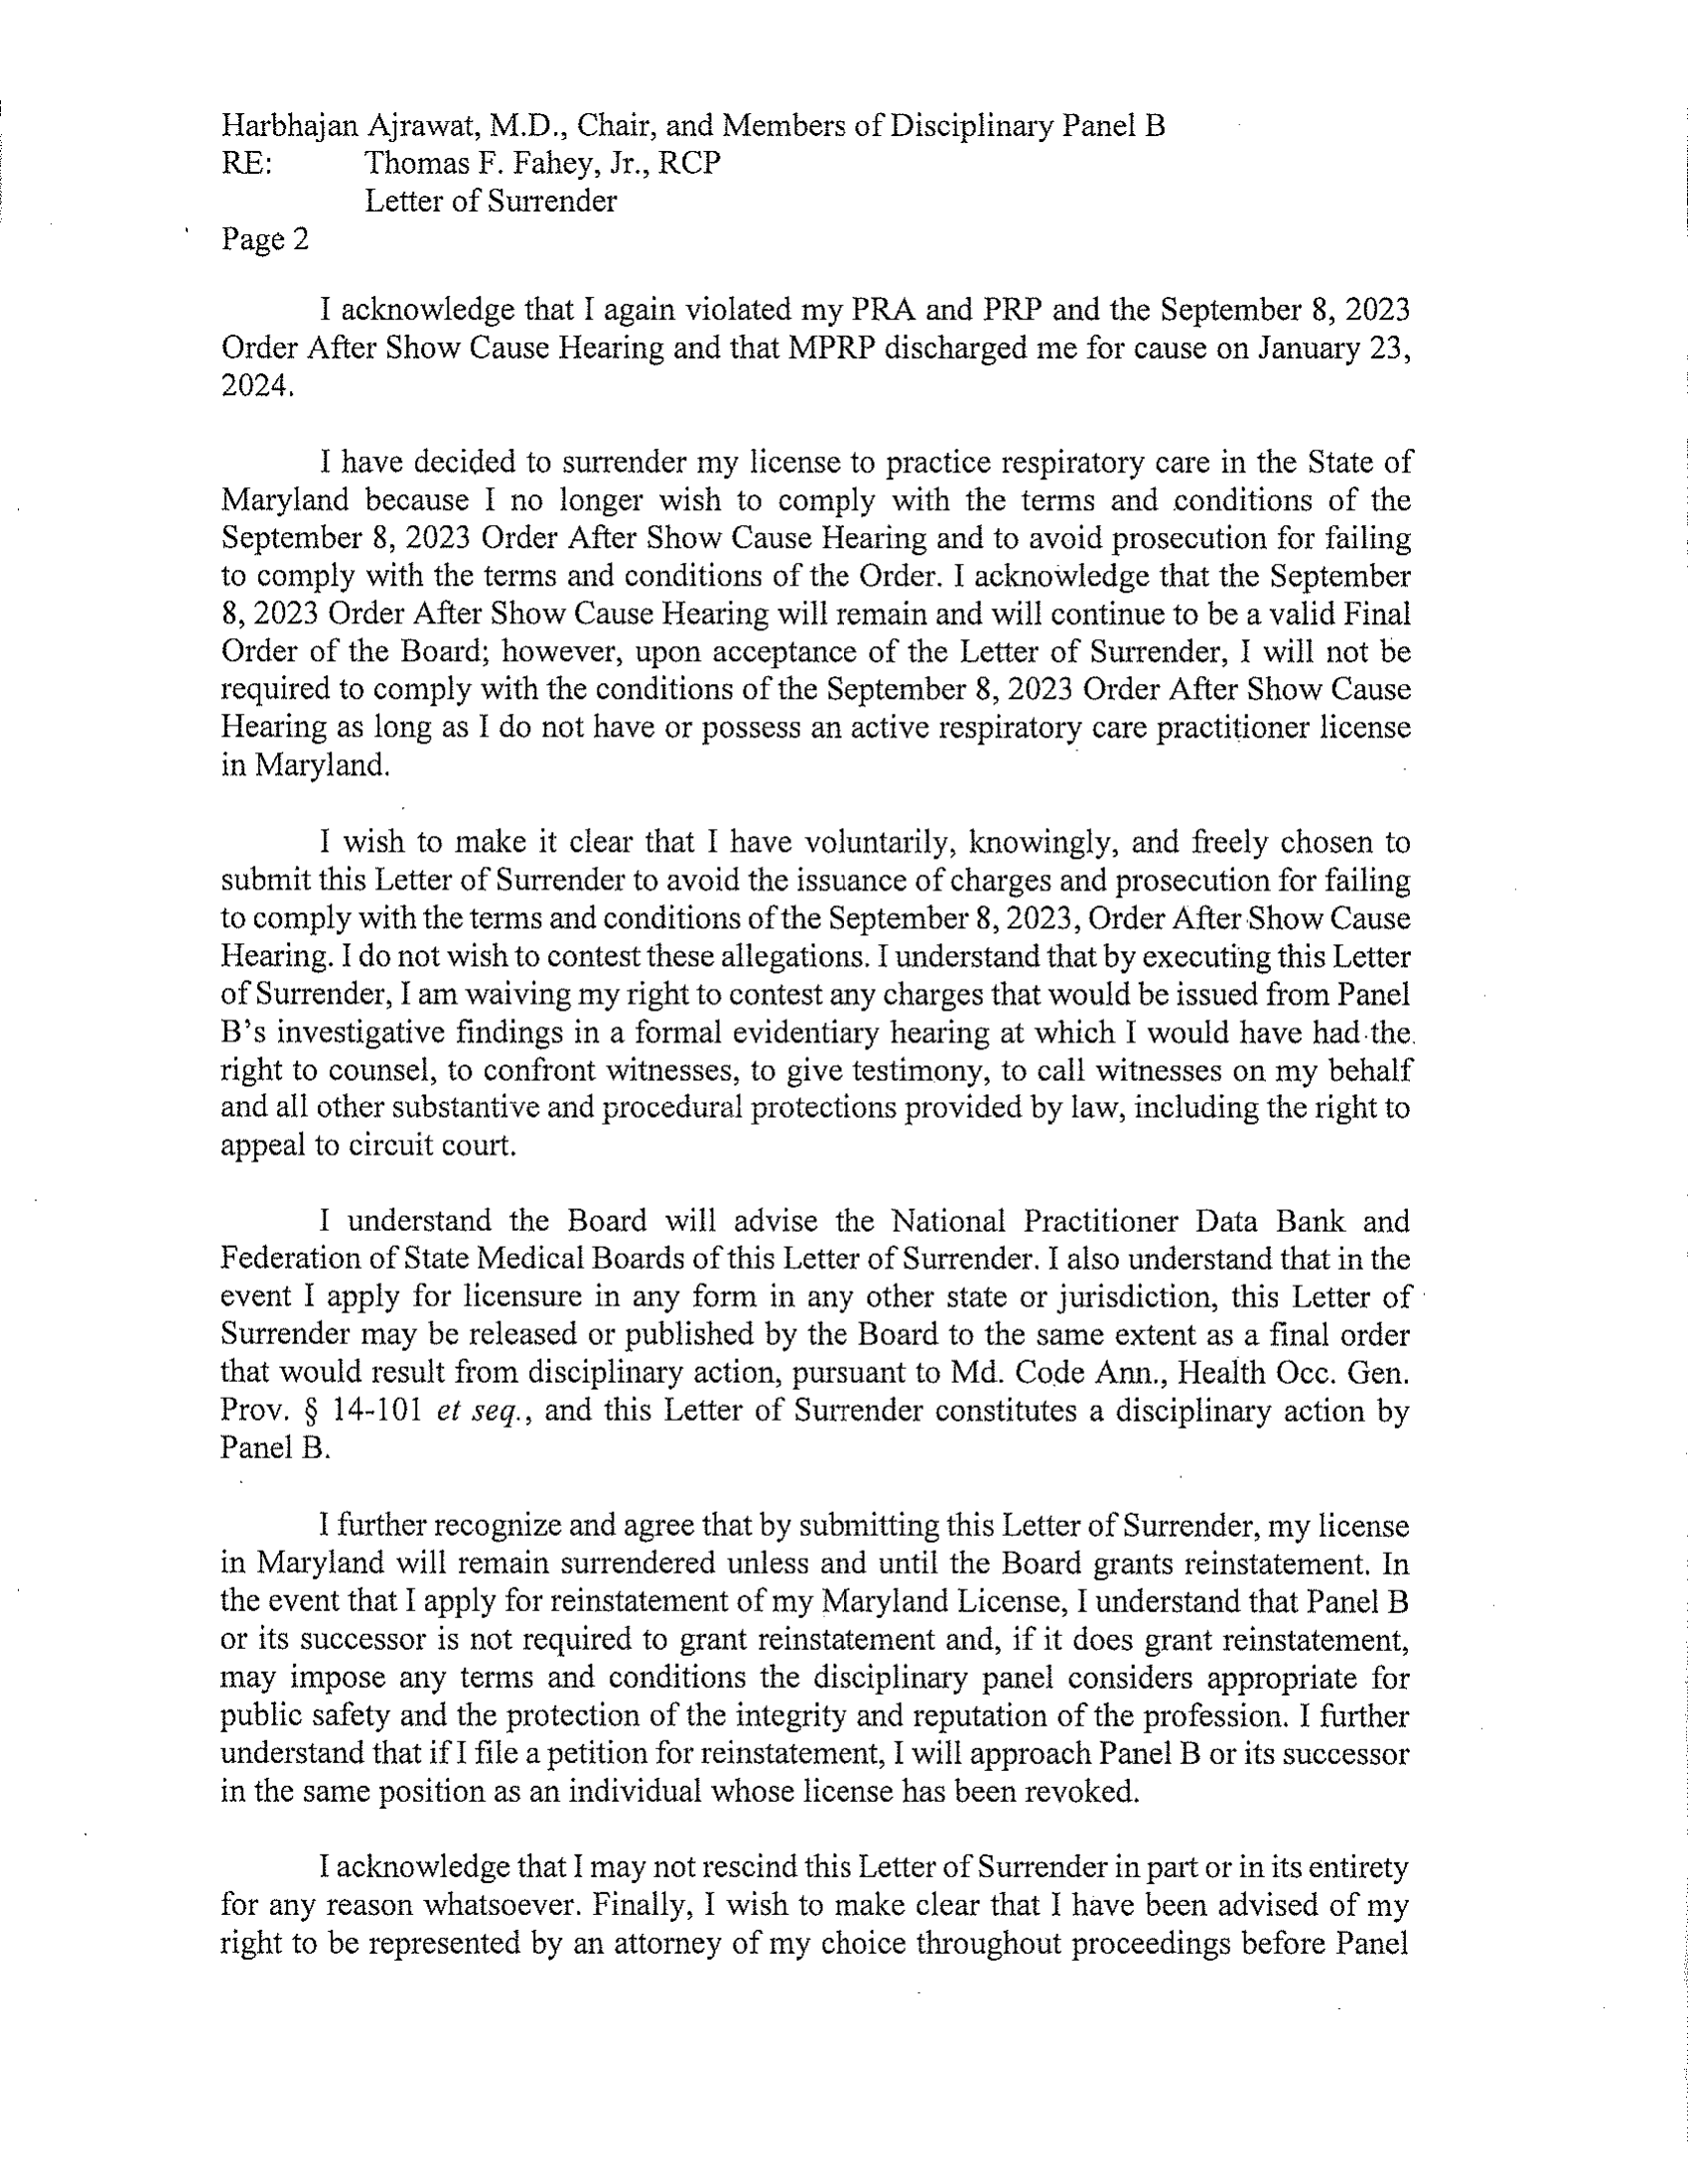 Harbhajan Ajrawat, M.D., Chair, and Members of Disciplinary Panel B
RE: Thomas F. Fahey, Jr., RCP
Letter of Surrender
Page 2
I acknowledge that I again violated my PRA and PRP and the September 8, 2023
Order After Show Cause Hearing and that MPRP discharged me for cause on January 23,
2024.
I have decided to surrender my license to practice respiratory care in the State of
Maryland because I no longer wish to comply with the terms and conditions of the
September 8, 2023 Order After Show Cause Hearing and to avoid prosecution for failing
to comply with the terms and conditions of the Order. I acknowledge that the September
8, 2023 Order After Show Cause Hearing will remain and will continue to be a valid Final
Order of the Board; however, upon acceptance of the Letter of Surrender, I will not be
required to comply with the conditions of the September 8, 2023 Order After Show Cause
Hearing as long as I do not have or possess an active respiratory care practitioner license
in Maryland.
I wish to make it clear that I have voluntarily, knowingly, and freely chosen to
submit this Letter of Surrender to avoid the issuance of charges and prosecution for failing
to comply with the terms and conditions of the September 8, 2023, Order After Show Cause
Hearing. I do not wish to contest these allegations. I understand that by executing this Letter
of Surrender, I am waiving my right to contest any charges that would be issued from Panel
B's investigative findings in a formal evidentiary hearing at which I would have had the
right to counsel, to confront witnesses, to give testimony, to call witnesses on my behalf
and all other substantive and procedural protections provided by law, including the right to
appeal to circuit court.
I understand the Board will advise the National Practitioner Data Bank and
Federation of State Medical Boards of this Letter of Surrender. I also understand that in the
event I apply for licensure in any form in any other state or jurisdiction, this Letter of
Surrender may be released or published by the Board to the same extent as a final order
that would result from disciplinary action, pursuant to Md. Code Ann., Health Occ. Gen.
Prov. § 14-101 et seq., and this Letter of Surrender constitutes a disciplinary action by
Panel B.
I further recognize and agree that by submitting this Letter of Surrender, my license
in Maryland will remain surrendered unless and until the Board grants reinstatement. In
the event that I apply for reinstatement of my Maryland License, I understand that Panel B
or its successor is not required to grant reinstatement and, if it does grant reinstatement,
may impose any terms and conditions the disciplinary panel considers appropriate for
public safety and the protection of the integrity and reputation of the profession. I further
understand that if I file a petition for reinstatement, I will approach Panel B or its successor
in the same position as an individual whose license has been revoked.
I acknowledge that I may not rescind this Letter of Surrender in part or in its entirety
for any reason whatsoever. Finally, I wish to make clear that I have been advised of my
right to be represented by an attorney of my choice throughout proceedings before Panel